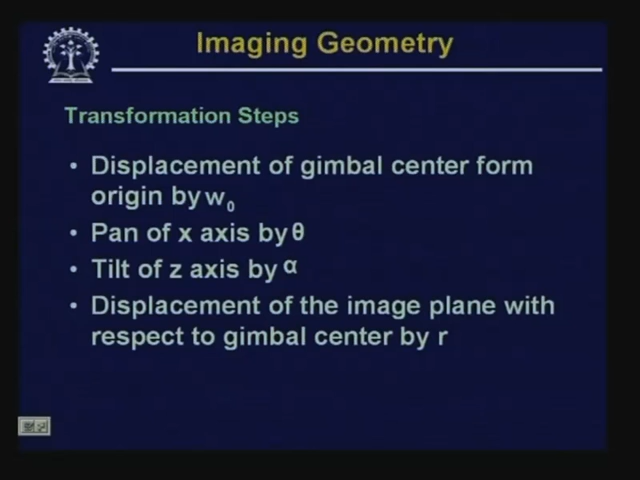 Imaging Geometry
Transformation Steps
• Displacement of gimbal center form
origin by w₀
• Pan of x axis by θ
• Tilt of z axis by α
• Displacement of the image plane with
respect to gimbal center by r